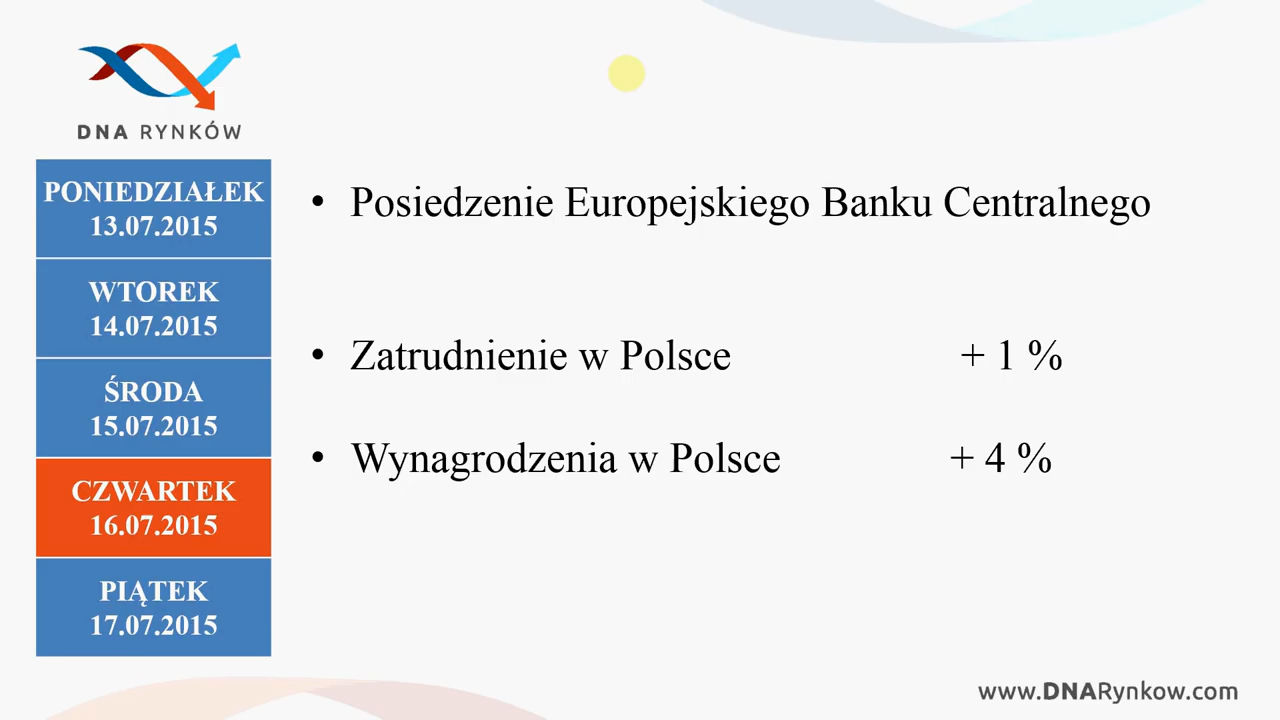 DNA RYNKÓW
PONIEDZIAŁEK
13.07.2015
WTOREK
14.07.2015
ŚRODA
15.07.2015
CZWARTEK
16.07.2015
PIĄTEK
17.07.2015
• Posiedzenie Europejskiego Banku Centralnego
• Zatrudnienie w Polsce + 1 %
• Wynagrodzenia w Polsce + 4 %
www.DNARynkow.com